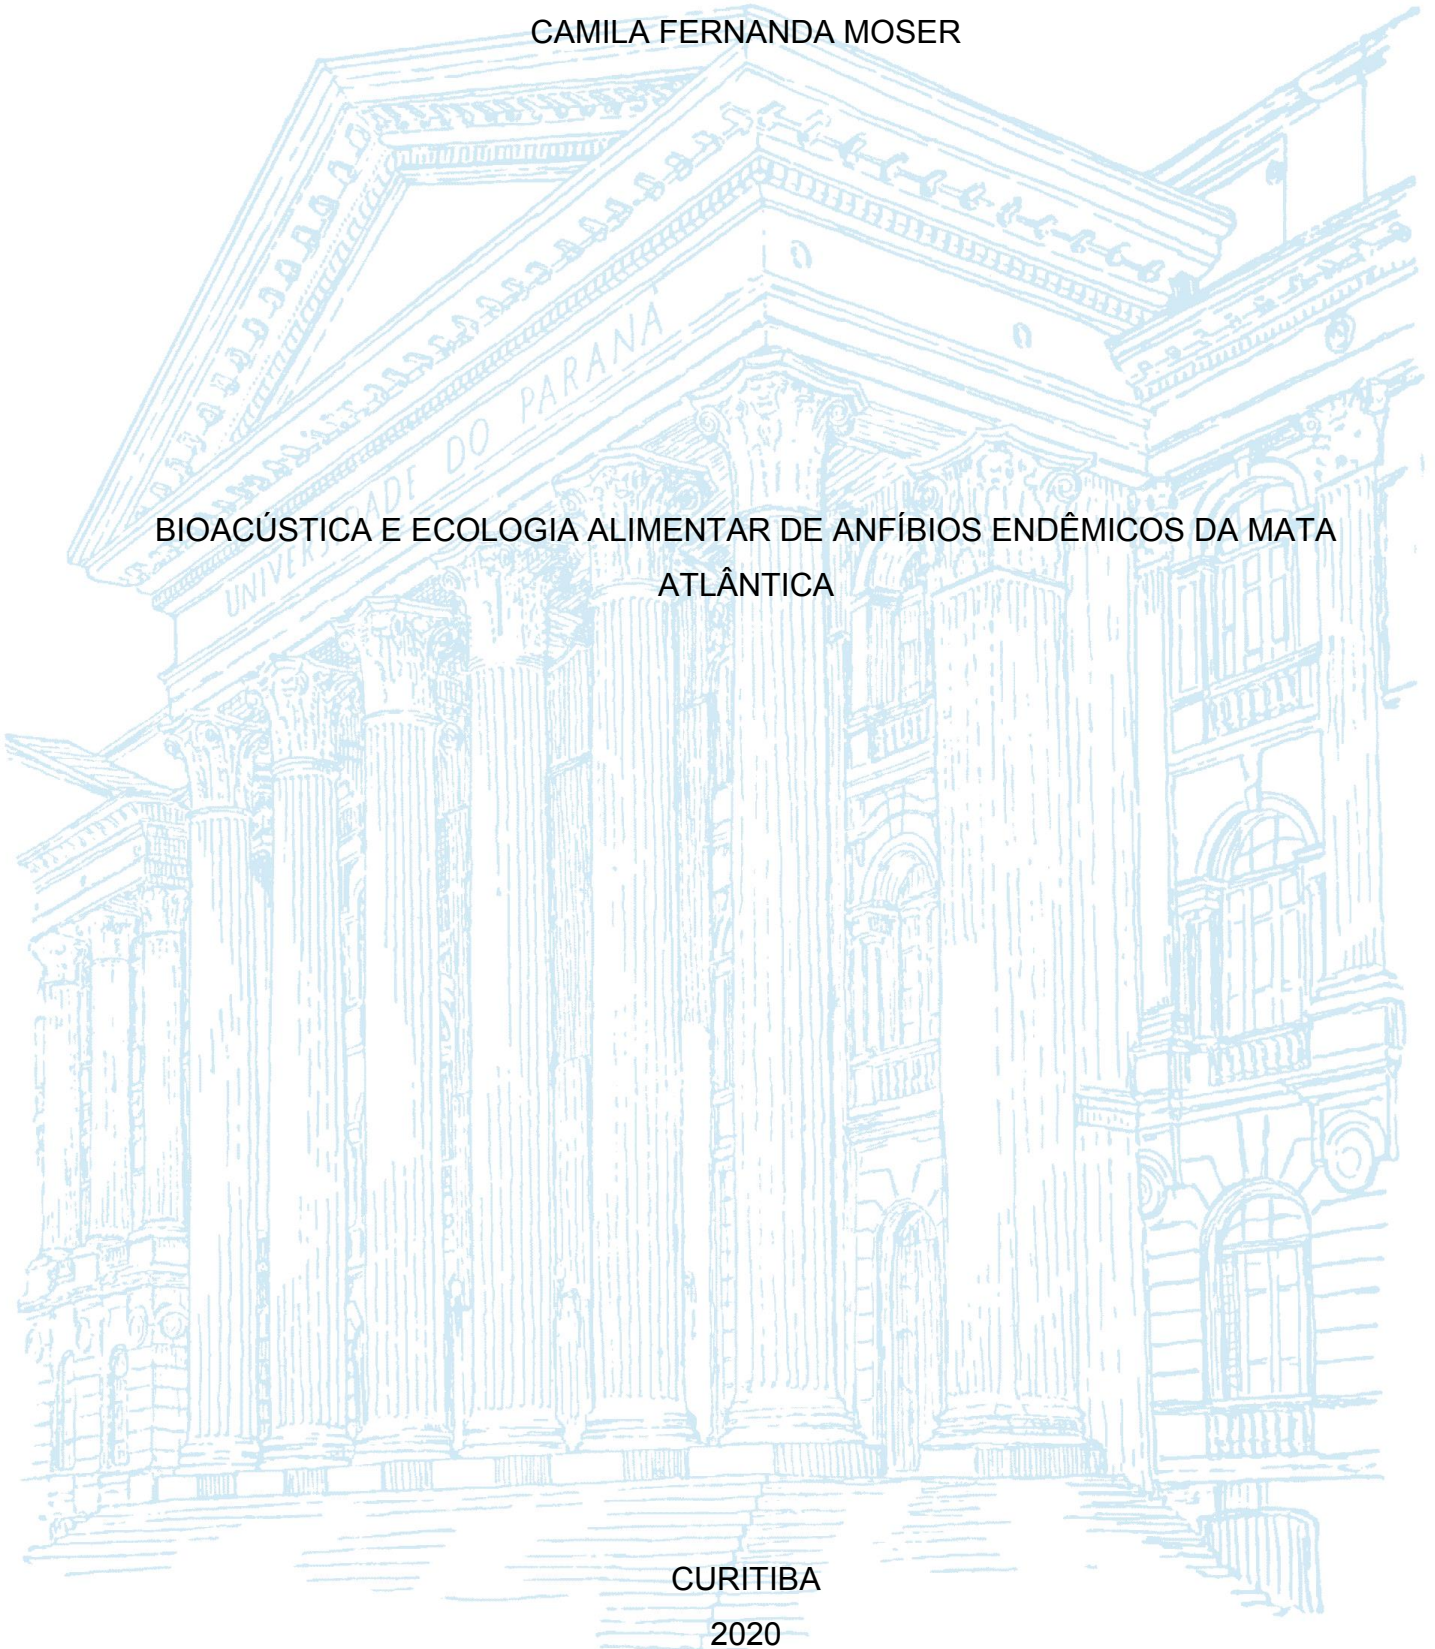 CAMILA FERNANDA MOSER
UNIVERSIDADE DO PARANÁ
BIOACÚSTICA E ECOLOGIA ALIMENTAR DE ANFÍBIOS ENDÊMICOS DA MATA
ATLÂNTICA
CURITIBA
2020